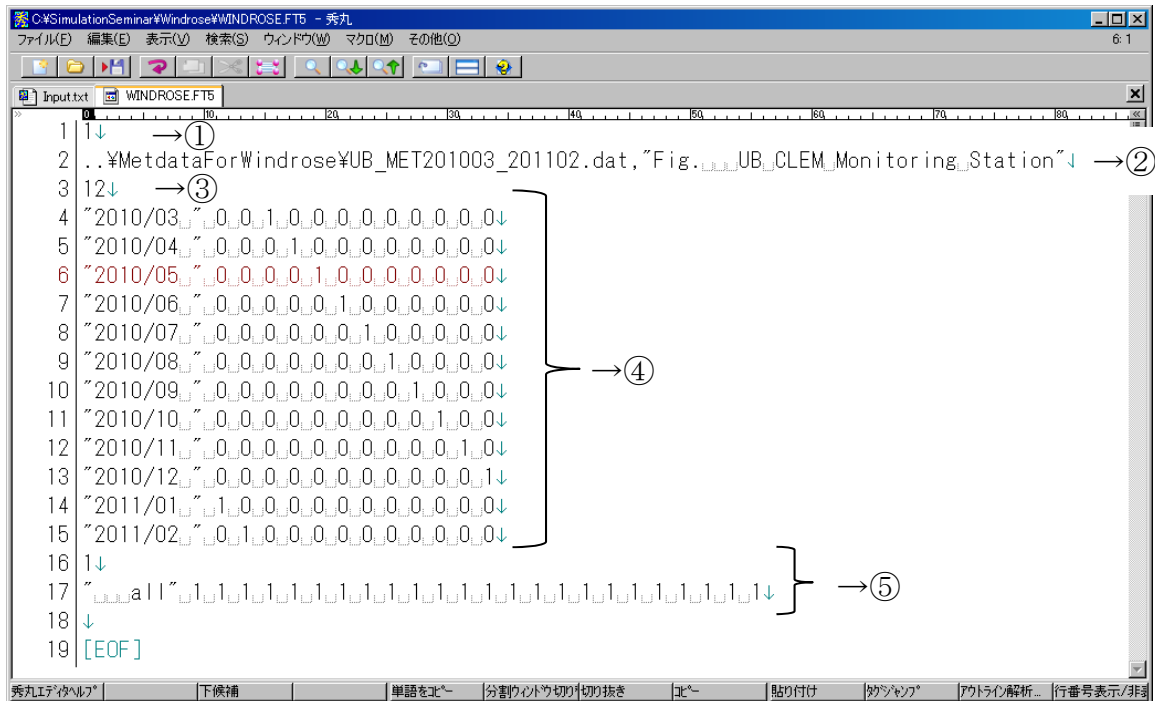 C:¥SimulationSeminar¥Windrose¥WINDROSE.FT5 - 秀丸
ファイル(F) 編集(E) 表示(V) 検索(S) ウィンドウ(W) マクロ(M) その他(O) 6: 1
Input.txt WINDROSE.FT5
0 10 20 30 40 50 60 70 80
1 1↓ →①
2 ..¥MetdataForWindrose¥UB_MET201003_201102.dat,"Fig.   UB CLEM Monitoring Station"↓ →②
3 12↓ →③
4 "2010/03 " 0 0 1 0 0 0 0 0 0 0 0 0↓
5 "2010/04 " 0 0 0 1 0 0 0 0 0 0 0 0↓
6 "2010/05 " 0 0 0 0 1 0 0 0 0 0 0 0↓
7 "2010/06 " 0 0 0 0 0 1 0 0 0 0 0 0↓
8 "2010/07 " 0 0 0 0 0 0 1 0 0 0 0 0↓
9 "2010/08 " 0 0 0 0 0 0 0 1 0 0 0 0↓ →④
10 "2010/09 " 0 0 0 0 0 0 0 0 1 0 0 0↓
11 "2010/10 " 0 0 0 0 0 0 0 0 0 1 0 0↓
12 "2010/11 " 0 0 0 0 0 0 0 0 0 0 1 0↓
13 "2010/12 " 0 0 0 0 0 0 0 0 0 0 0 1↓
14 "2011/01 " 1 0 0 0 0 0 0 0 0 0 0 0↓
15 "2011/02 " 0 1 0 0 0 0 0 0 0 0 0 0↓
16 1↓
17 "   all" 1 1 1 1 1 1 1 1 1 1 1 1 1 1 1 1 1 1 1 1 1 1 1 1↓ →⑤
18 ↓
19 [EOF]
秀丸ｴﾃﾞｨﾀﾍﾙﾌﾟ 下候補 単語をｺﾋﾟｰ 分割ｳｨﾝﾄﾞｳ切り 切り抜き ｺﾋﾟｰ 貼り付け ﾀｸﾞｼﾞｬﾝﾌﾟ ｱｳﾄﾗｲﾝ解析... 行番号表示/非